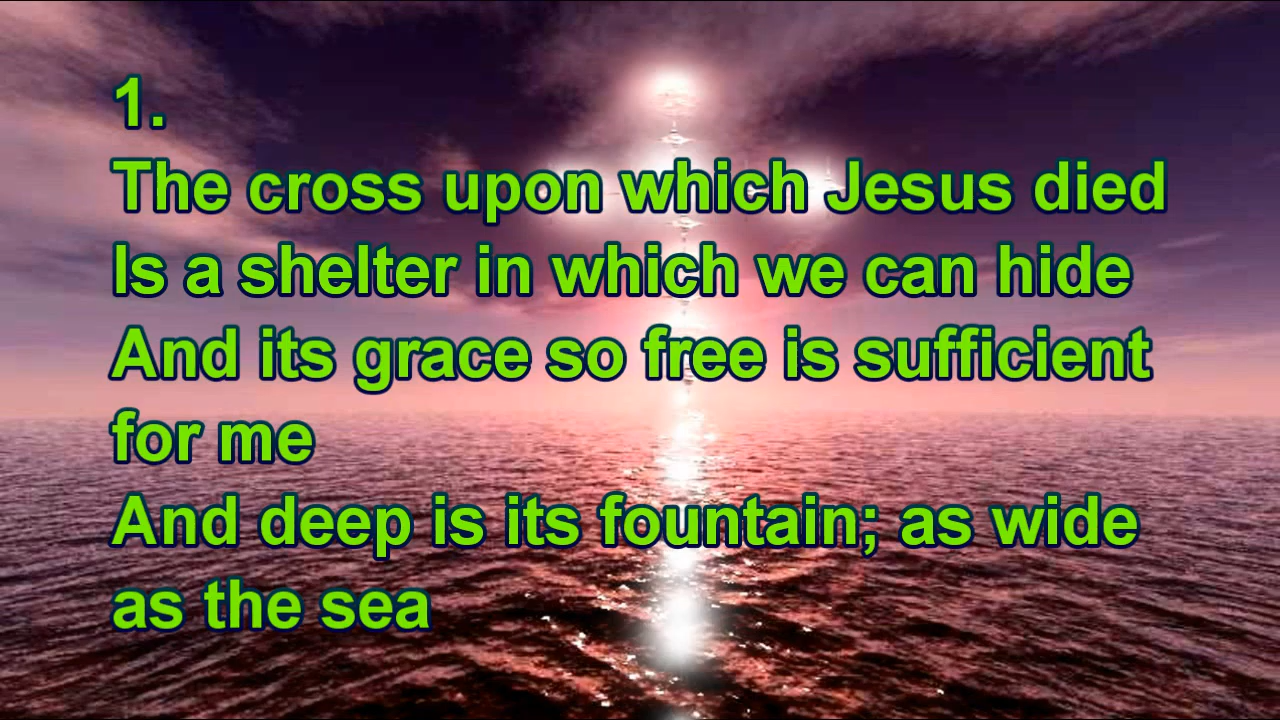 1.
The cross upon which Jesus died
Is a shelter in which we can hide
And its grace so free is sufficient
for me
And deep is its fountain; as wide
as the sea